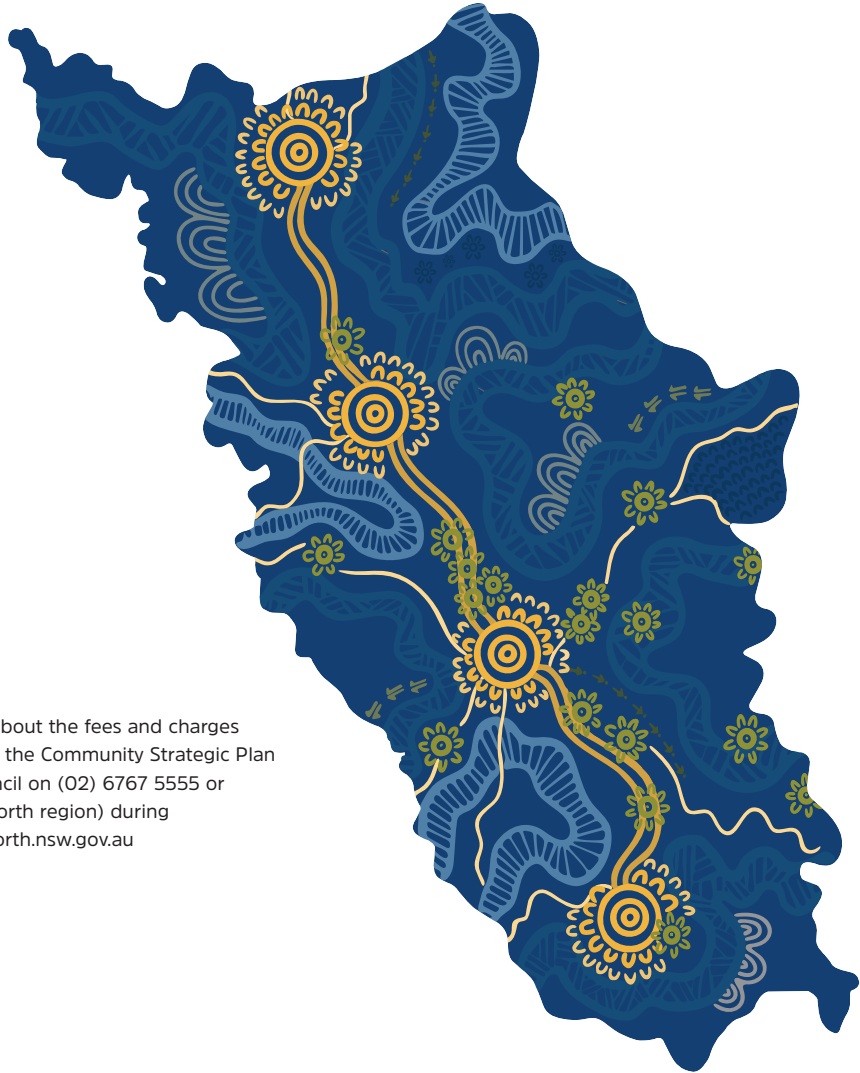 bout the fees and charges
the Community Strategic Plan
cil on (02) 6767 5555 or
orth region) during
orth.nsw.gov.au